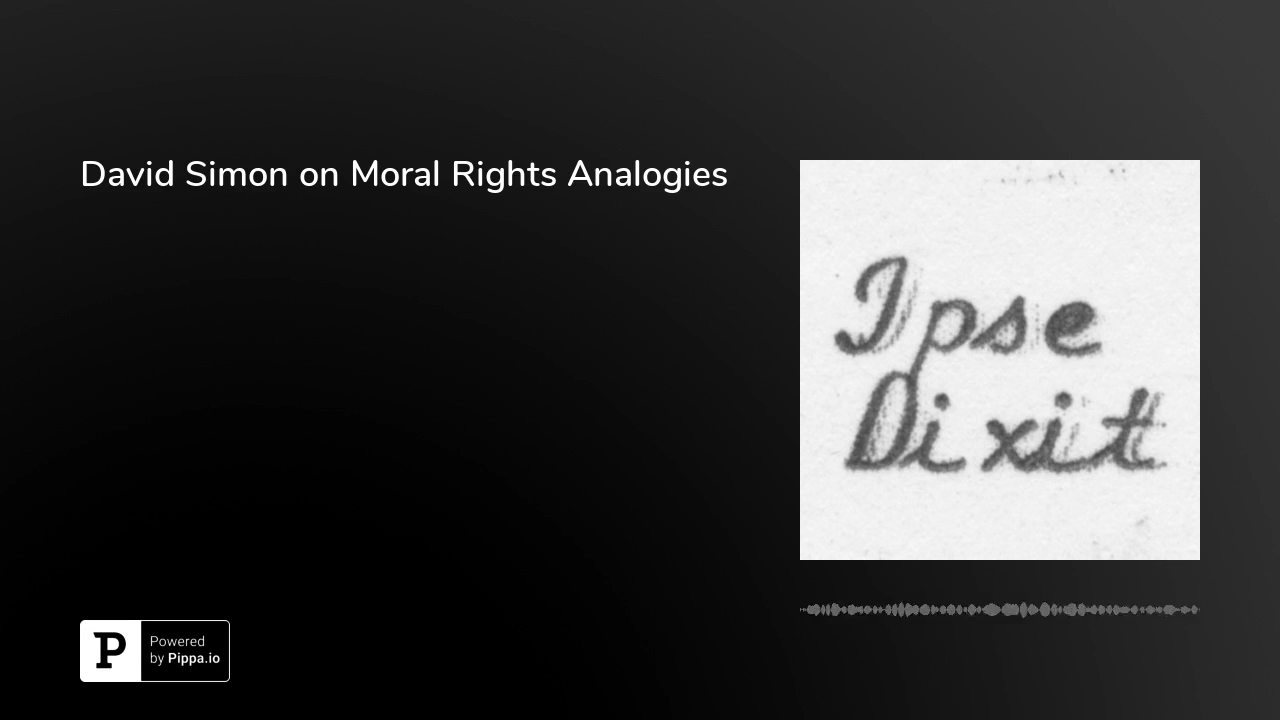 David Simon on Moral Rights Analogies
Ipse
Dixit
P
Powered
by Pippa.io